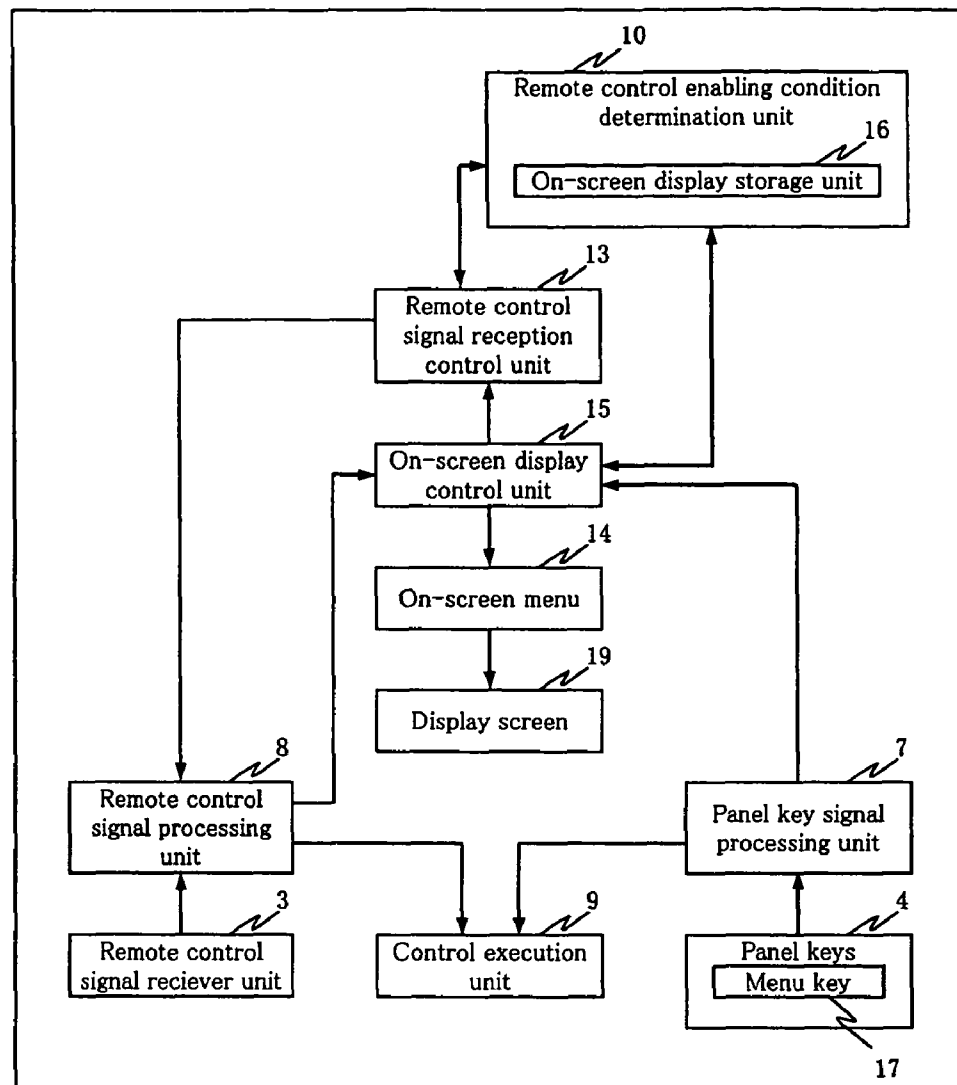 10
Remote control enabling condition
determination unit
16
On-screen display storage unit
13
Remote control
signal reception
control unit
15
On-screen display
control unit
14
On-screen menu
19
Display screen
8
Remote control
signal processing
unit
7
Panel key signal
processing unit
3
Remote control
signal reciever unit
9
Control execution
unit
4
Panel keys
Menu key
17